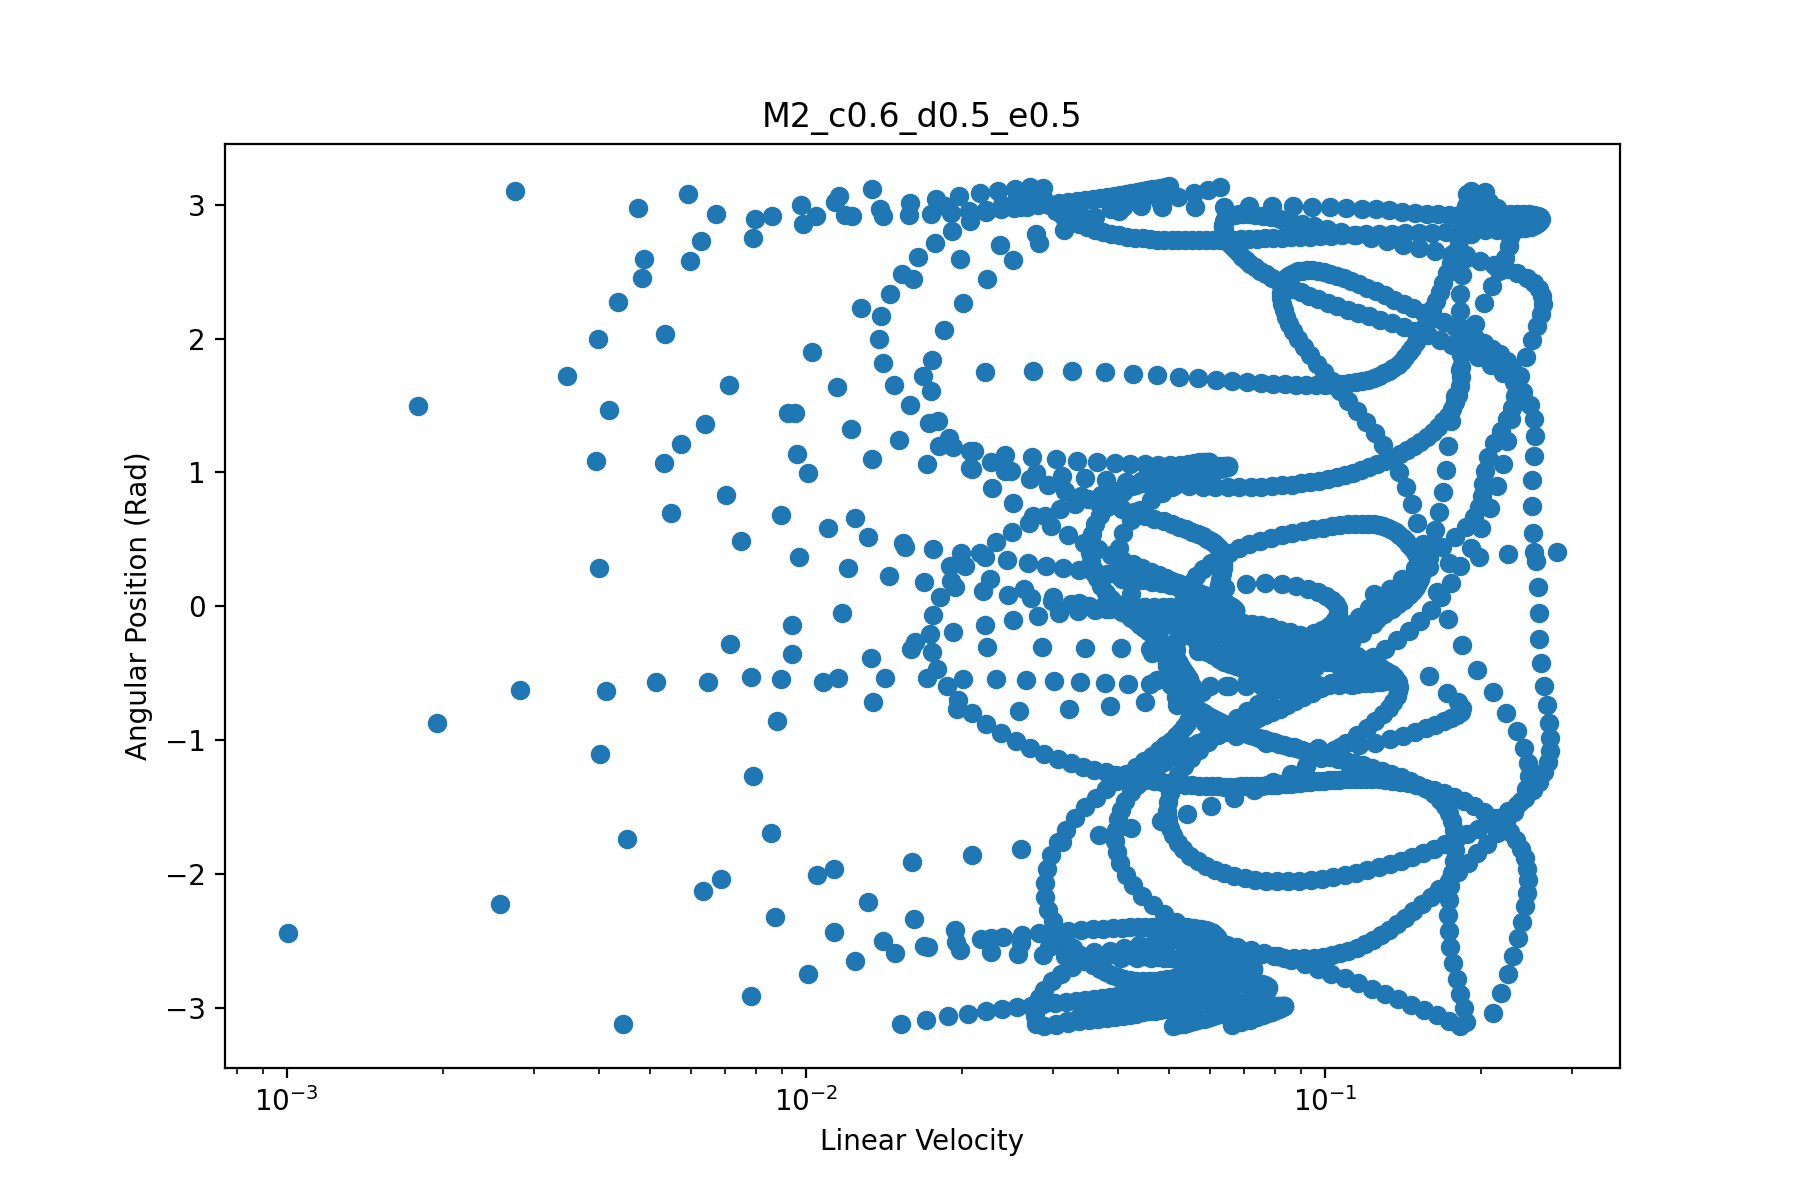 M2_c0.6_d0.5_e0.5
3
2
1
0
−1
−2
−3
Angular Position (Rad)
10⁻³ 10⁻² 10⁻¹
Linear Velocity